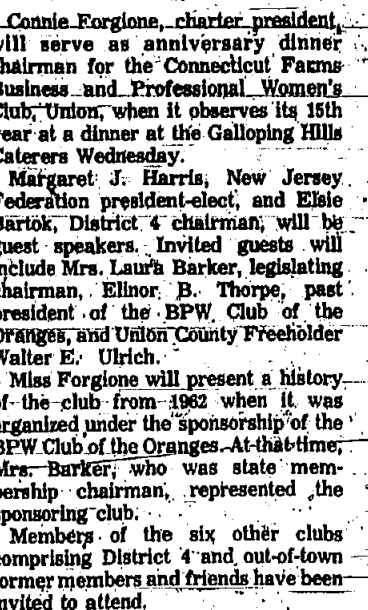 Connie Forgione, charter president,
will serve as anniversary dinner
chairman for the Connecticut Farms
Business and Professional Women's
Club, Union, when it observes its 15th
year at a dinner at the Galloping Hills
Caterers Wednesday.
Margaret J. Harris, New Jersey
Federation president-elect, and Elsie
Bartok, District 4 chairman, will be
guest speakers. Invited guests will
include Mrs. Laura Barker, legislating
chairman, Elinor B. Thorpe, past
president of the BPW Club of the
Oranges, and Union County Freeholder
Walter E. Ulrich.
Miss Forgione will present a history
of the club from 1962 when it was
organized under the sponsorship of the
BPW Club of the Oranges. At that time,
Mrs. Barker, who was state mem-
bership chairman, represented the
sponsoring club.
Members of the six other clubs
comprising District 4 and out-of-town
former members and friends have been
invited to attend.